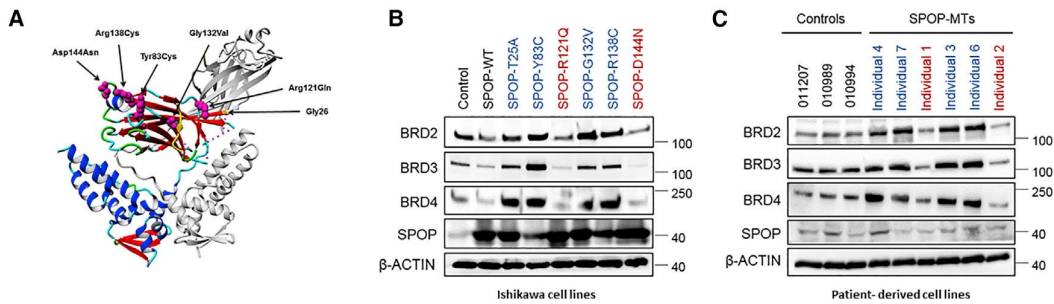 A
Arg138Cys
Gly132Val
Asp144Asn
Tyr83Cys
Arg121Gln
Gly26
B
Control
SPOP-WT
SPOP-T25A
SPOP-Y83C
SPOP-R121Q
SPOP-G132V
SPOP-R138C
SPOP-D144N
BRD2
100
BRD3
100
250
BRD4
SPOP
40
β-ACTIN
40
Ishikawa cell lines
C
Controls
SPOP-MTs
011207
010989
010994
Individual 4
Individual 7
Individual 1
Individual 3
Individual 6
Individual 2
BRD2
100
BRD3
100
250
BRD4
SPOP
40
β-ACTIN
40
Patient- derived cell lines